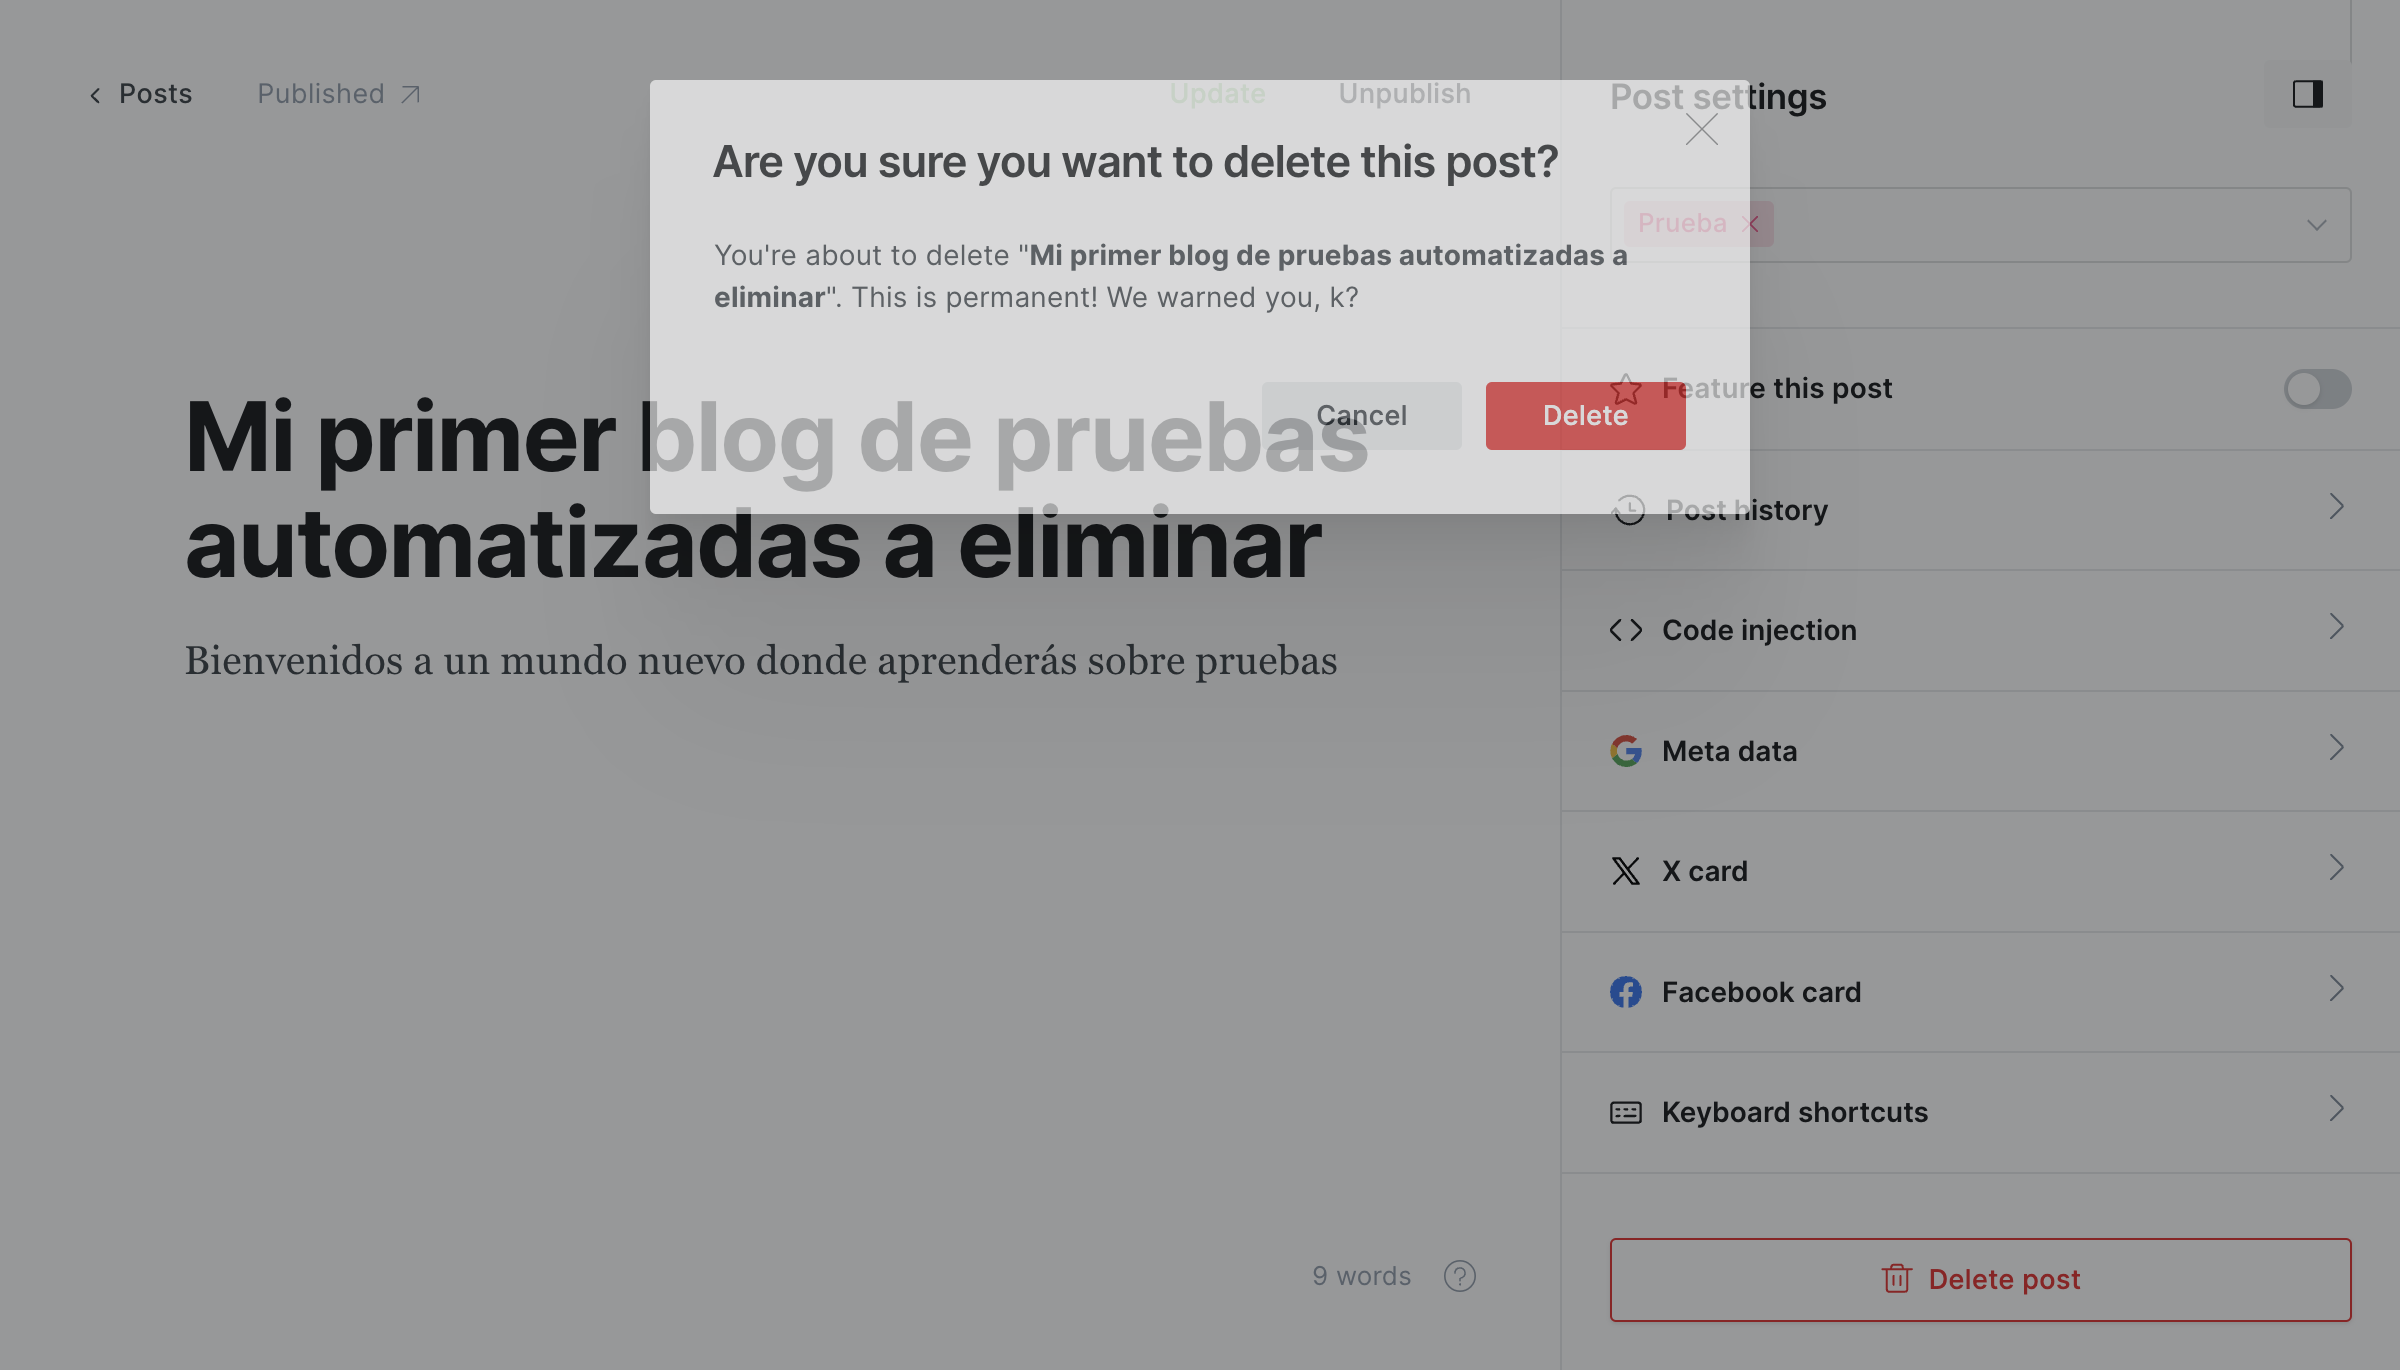 Posts
Published
Update
Unpublish
Post settings
Are you sure you want to delete this post?
Prueba
You're about to delete "Mi primer blog de pruebas automatizadas a
eliminar". This is permanent! We warned you, k?
Cancel
Delete
Feature this post
Mi primer blog de pruebas
automatizadas a eliminar
Bienvenidos a un mundo nuevo donde aprenderás sobre pruebas
Post history
Code injection
Meta data
X card
Facebook card
Keyboard shortcuts
9 words
?
Delete post